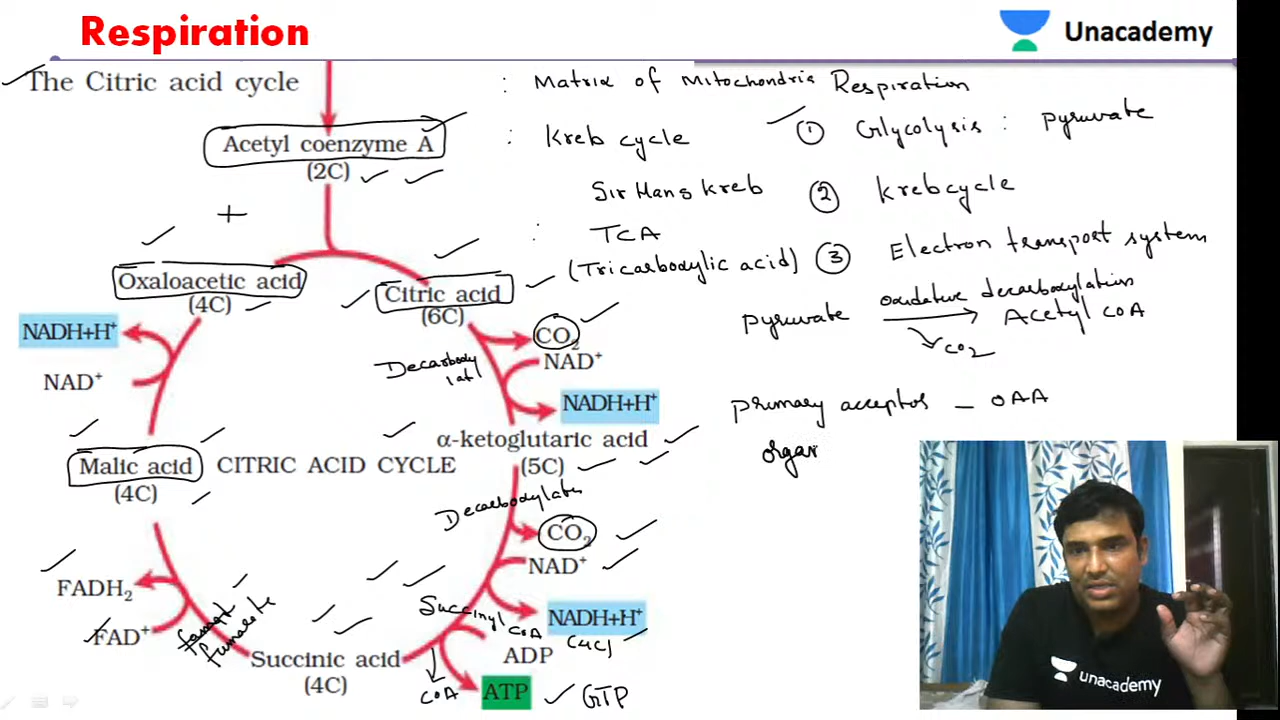 Respiration
Unacademy
The Citric acid cycle
: Matrix of Mitochondria
Respiration
Acetyl coenzyme A
(2C)
: Kreb cycle
① Glycolysis : pyruvate
Sir Hans Kreb
② Krebcycle
+
: TCA
(Tricarboxylic acid)
③ Electron transport system
Oxaloacetic acid
(4C)
Citric acid
(6C)
pyruvate
oxidative decarboxylation
Acetyl COA
CO2
NADH+H+
NAD+
CO2
NAD+
NADH+H+
primary acceptor - OAA
organ
α-ketoglutaric acid
(5C)
Malic acid
(4C)
CITRIC ACID CYCLE
CO2
NAD+
NADH+H+
FADH2
FAD+
fumarate
Succinyl COA
(4C)
ADP
Succinic acid
(4C)
COA
ATP
GTP
unacademy